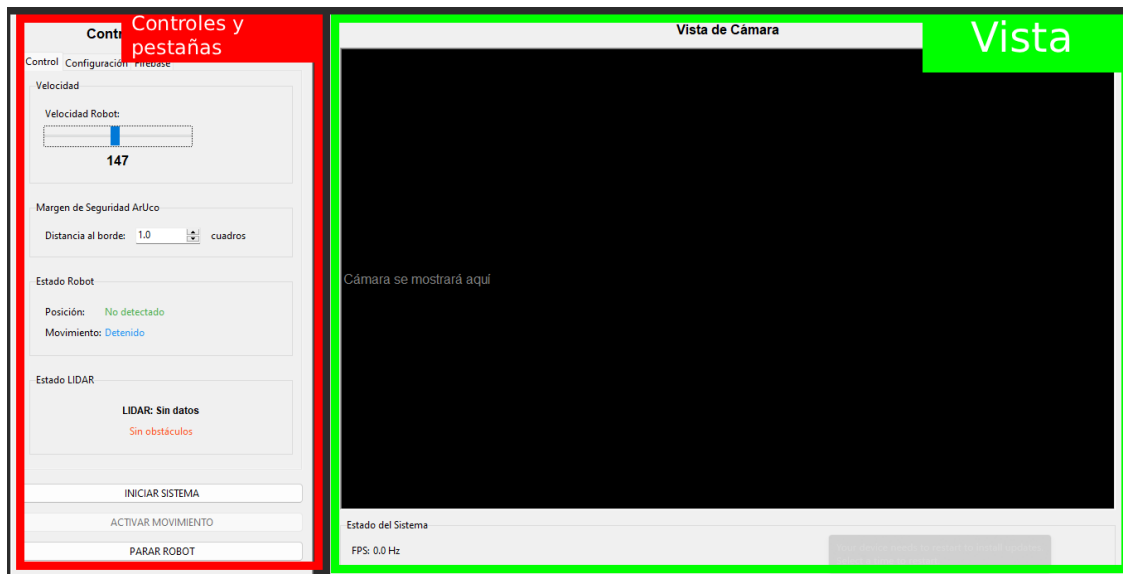 Controles y
pestañas
Contr
Control Configuración Firebase
Velocidad
Velocidad Robot:
147
Margen de Seguridad ArUco
Distancia al borde: 1.0 cuadros
Estado Robot
Posición: No detectado
Movimiento: Detenido
Estado LIDAR
LIDAR: Sin datos
Sin obstáculos
INICIAR SISTEMA
ACTIVAR MOVIMIENTO
PARAR ROBOT
Vista de Cámara
Vista
Cámara se mostrará aquí
Estado del Sistema
FPS: 0.0 Hz